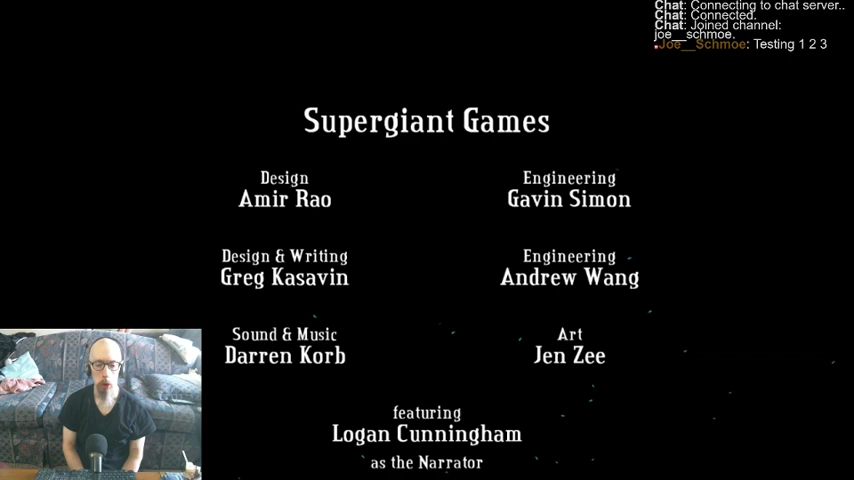 Chat: Connecting to chat server..
Chat: Connected.
Chat: Joined channel:
joe__schmoe.
Joe__Schmoe: Testing 1 2 3
Supergiant Games
Design
Amir Rao
Engineering
Gavin Simon
Design & Writing
Greg Kasavin
Engineering
Andrew Wang
Sound & Music
Darren Korb
Art
Jen Zee
featuring
Logan Cunningham
as the Narrator